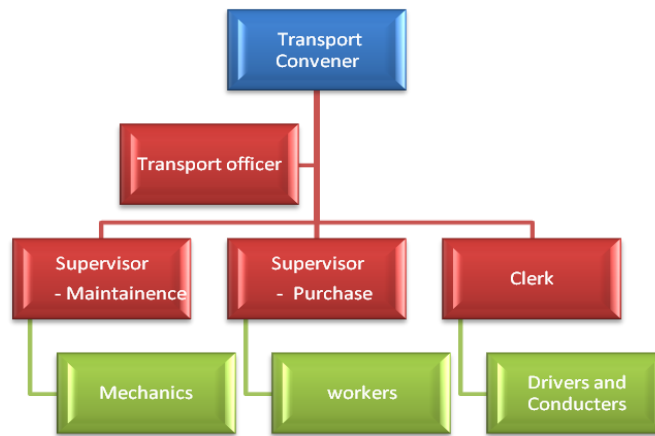 Transport
Convener
Transport officer
Supervisor
- Maintainence
Supervisor
- Purchase
Clerk
Mechanics
workers
Drivers and
Conducters